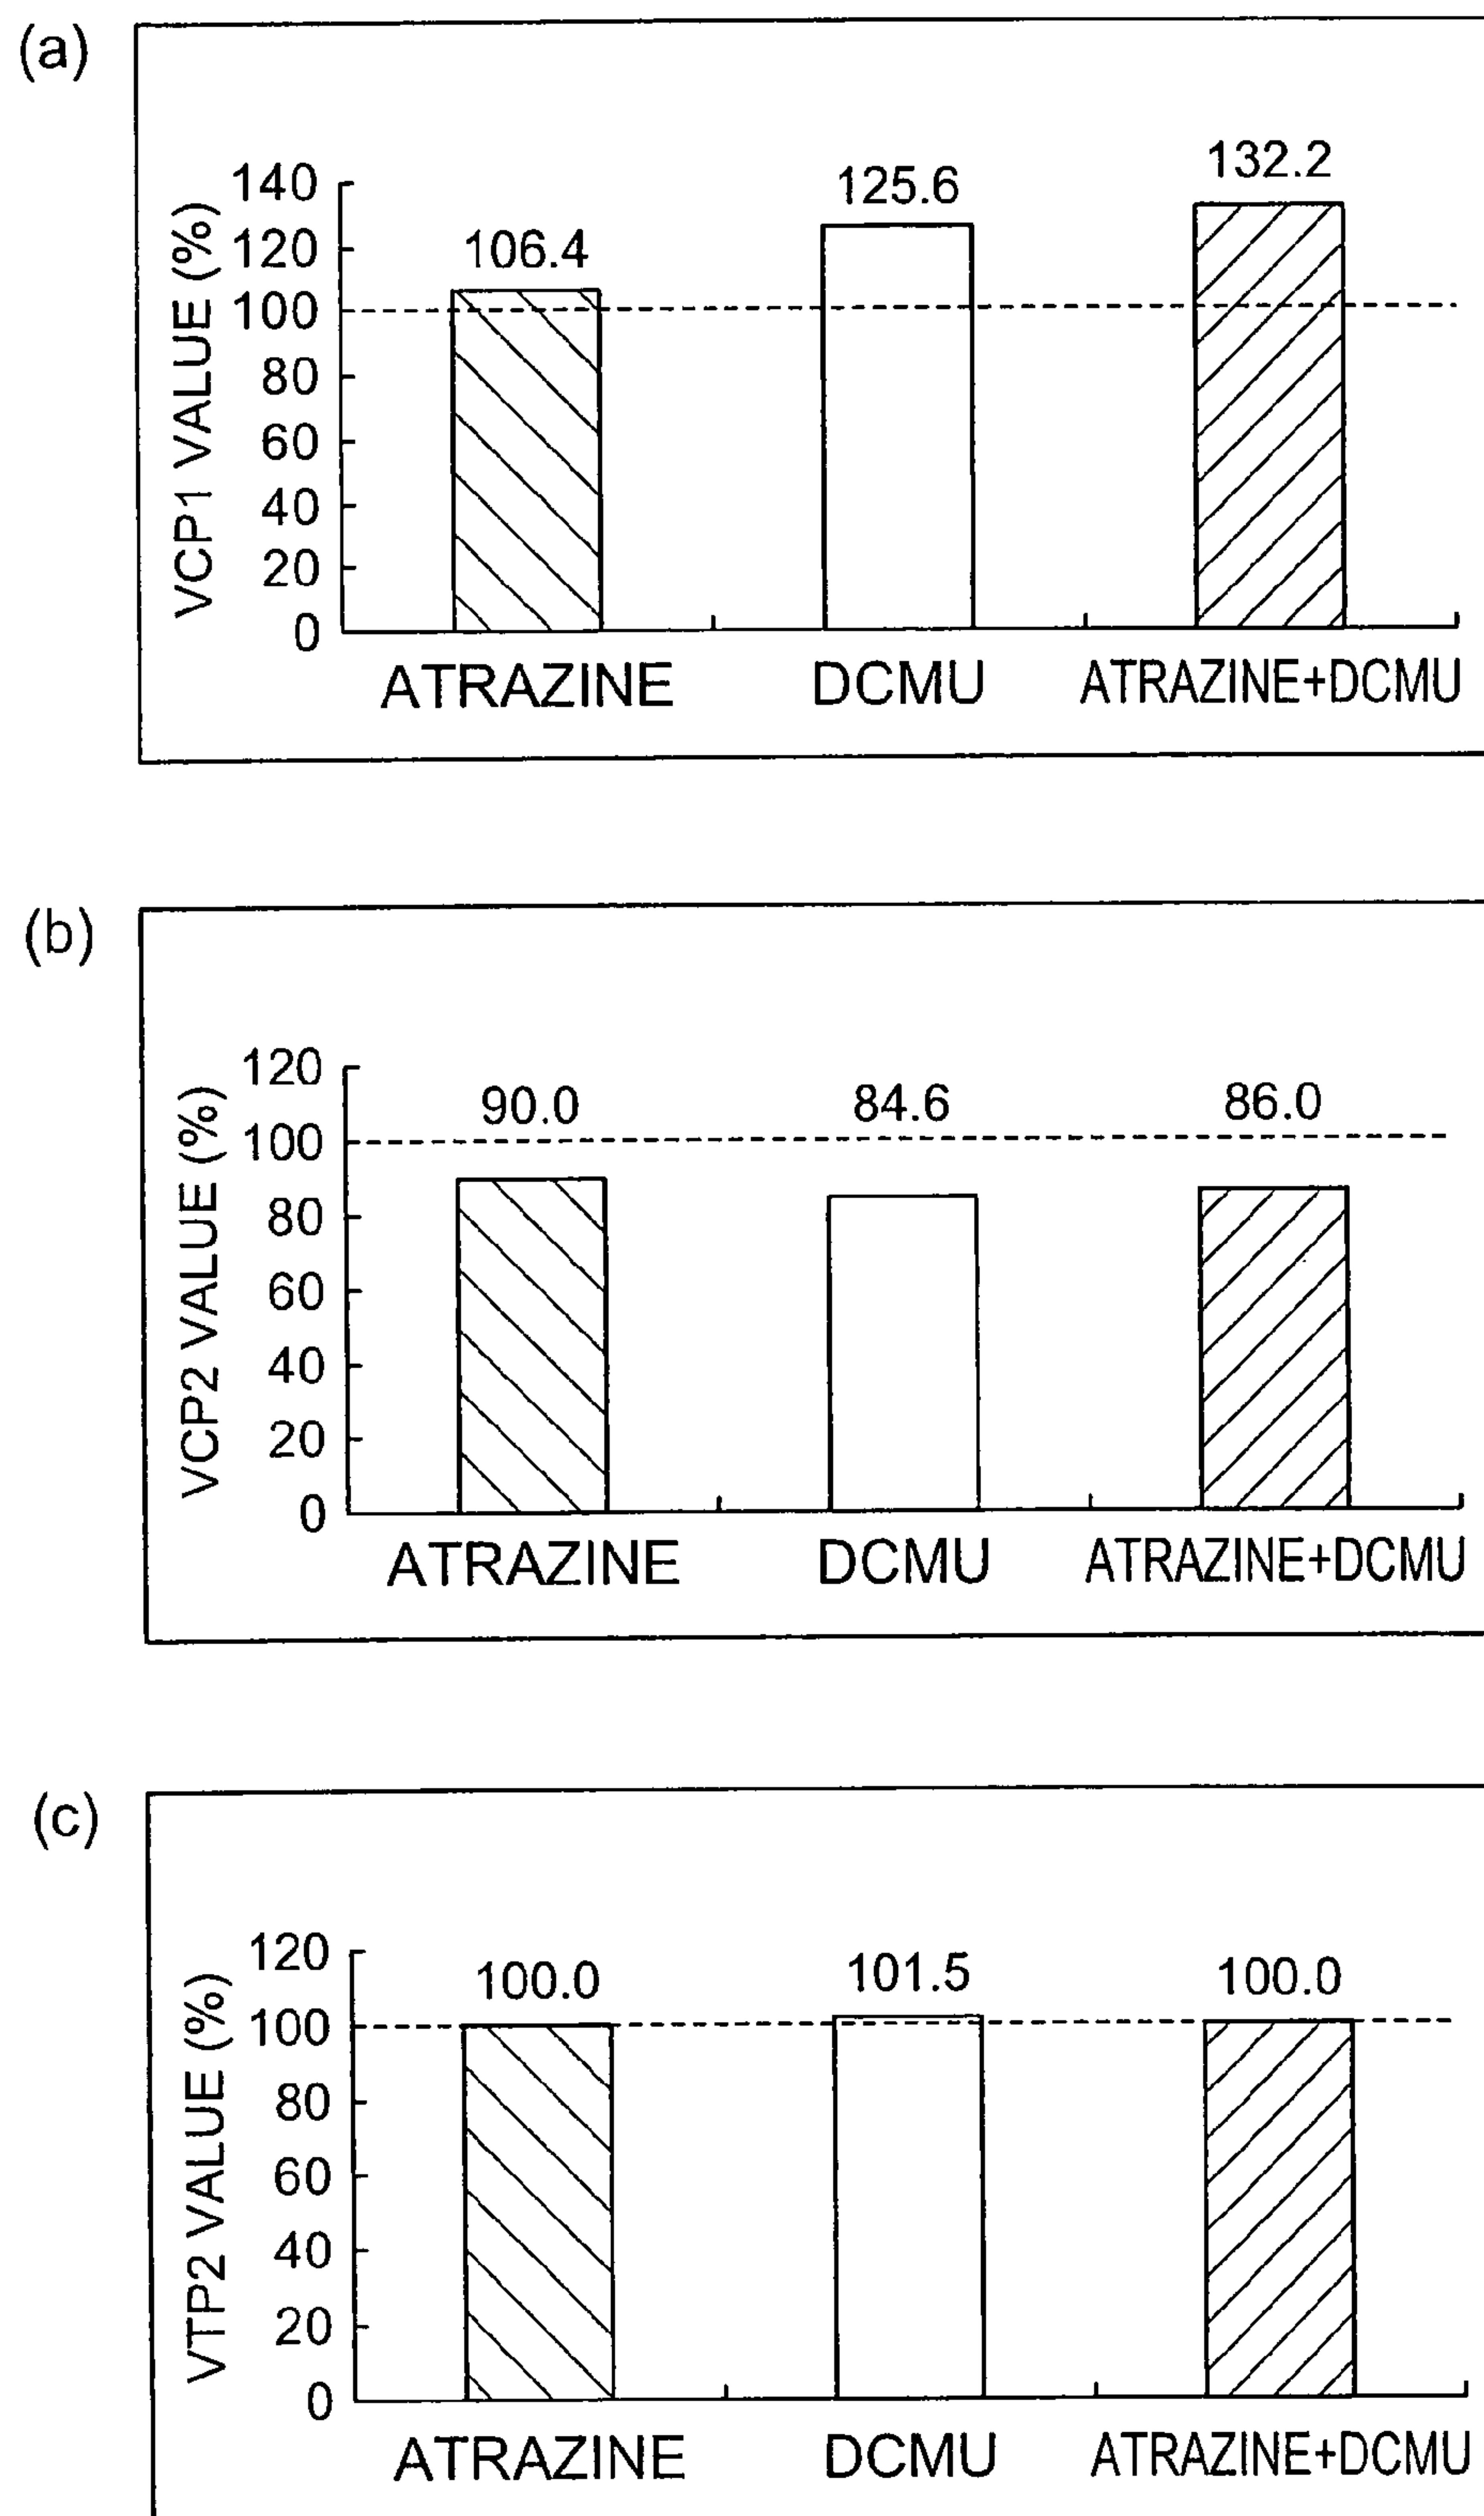 (a)
VCP1 VALUE (%)
140
120
100
80
60
40
20
0
106.4
125.6
132.2
ATRAZINE
DCMU
ATRAZINE+DCMU
(b)
VCP2 VALUE (%)
120
100
80
60
40
20
0
90.0
84.6
86.0
ATRAZINE
DCMU
ATRAZINE+DCMU
(c)
VTP2 VALUE (%)
120
100
80
60
40
20
0
100.0
101.5
100.0
ATRAZINE
DCMU
ATRAZINE+DCMU